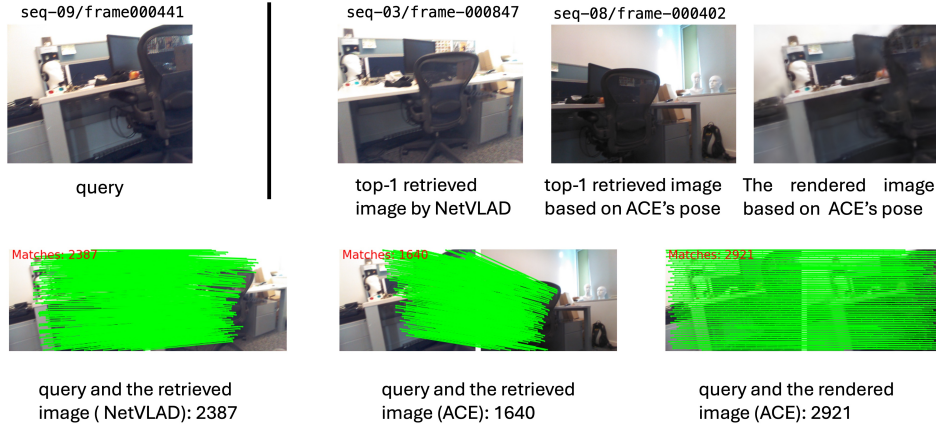 seq-09/frame000441
seq-03/frame-000847
seq-08/frame-000402
query
top-1 retrieved
image by NetVLAD
top-1 retrieved image
based on ACE's pose
The rendered image
based on ACE's pose
Matches: 2387
Matches: 1640
Matches: 2921
query and the retrieved
image ( NetVLAD): 2387
query and the retrieved
image (ACE): 1640
query and the rendered
image (ACE): 2921